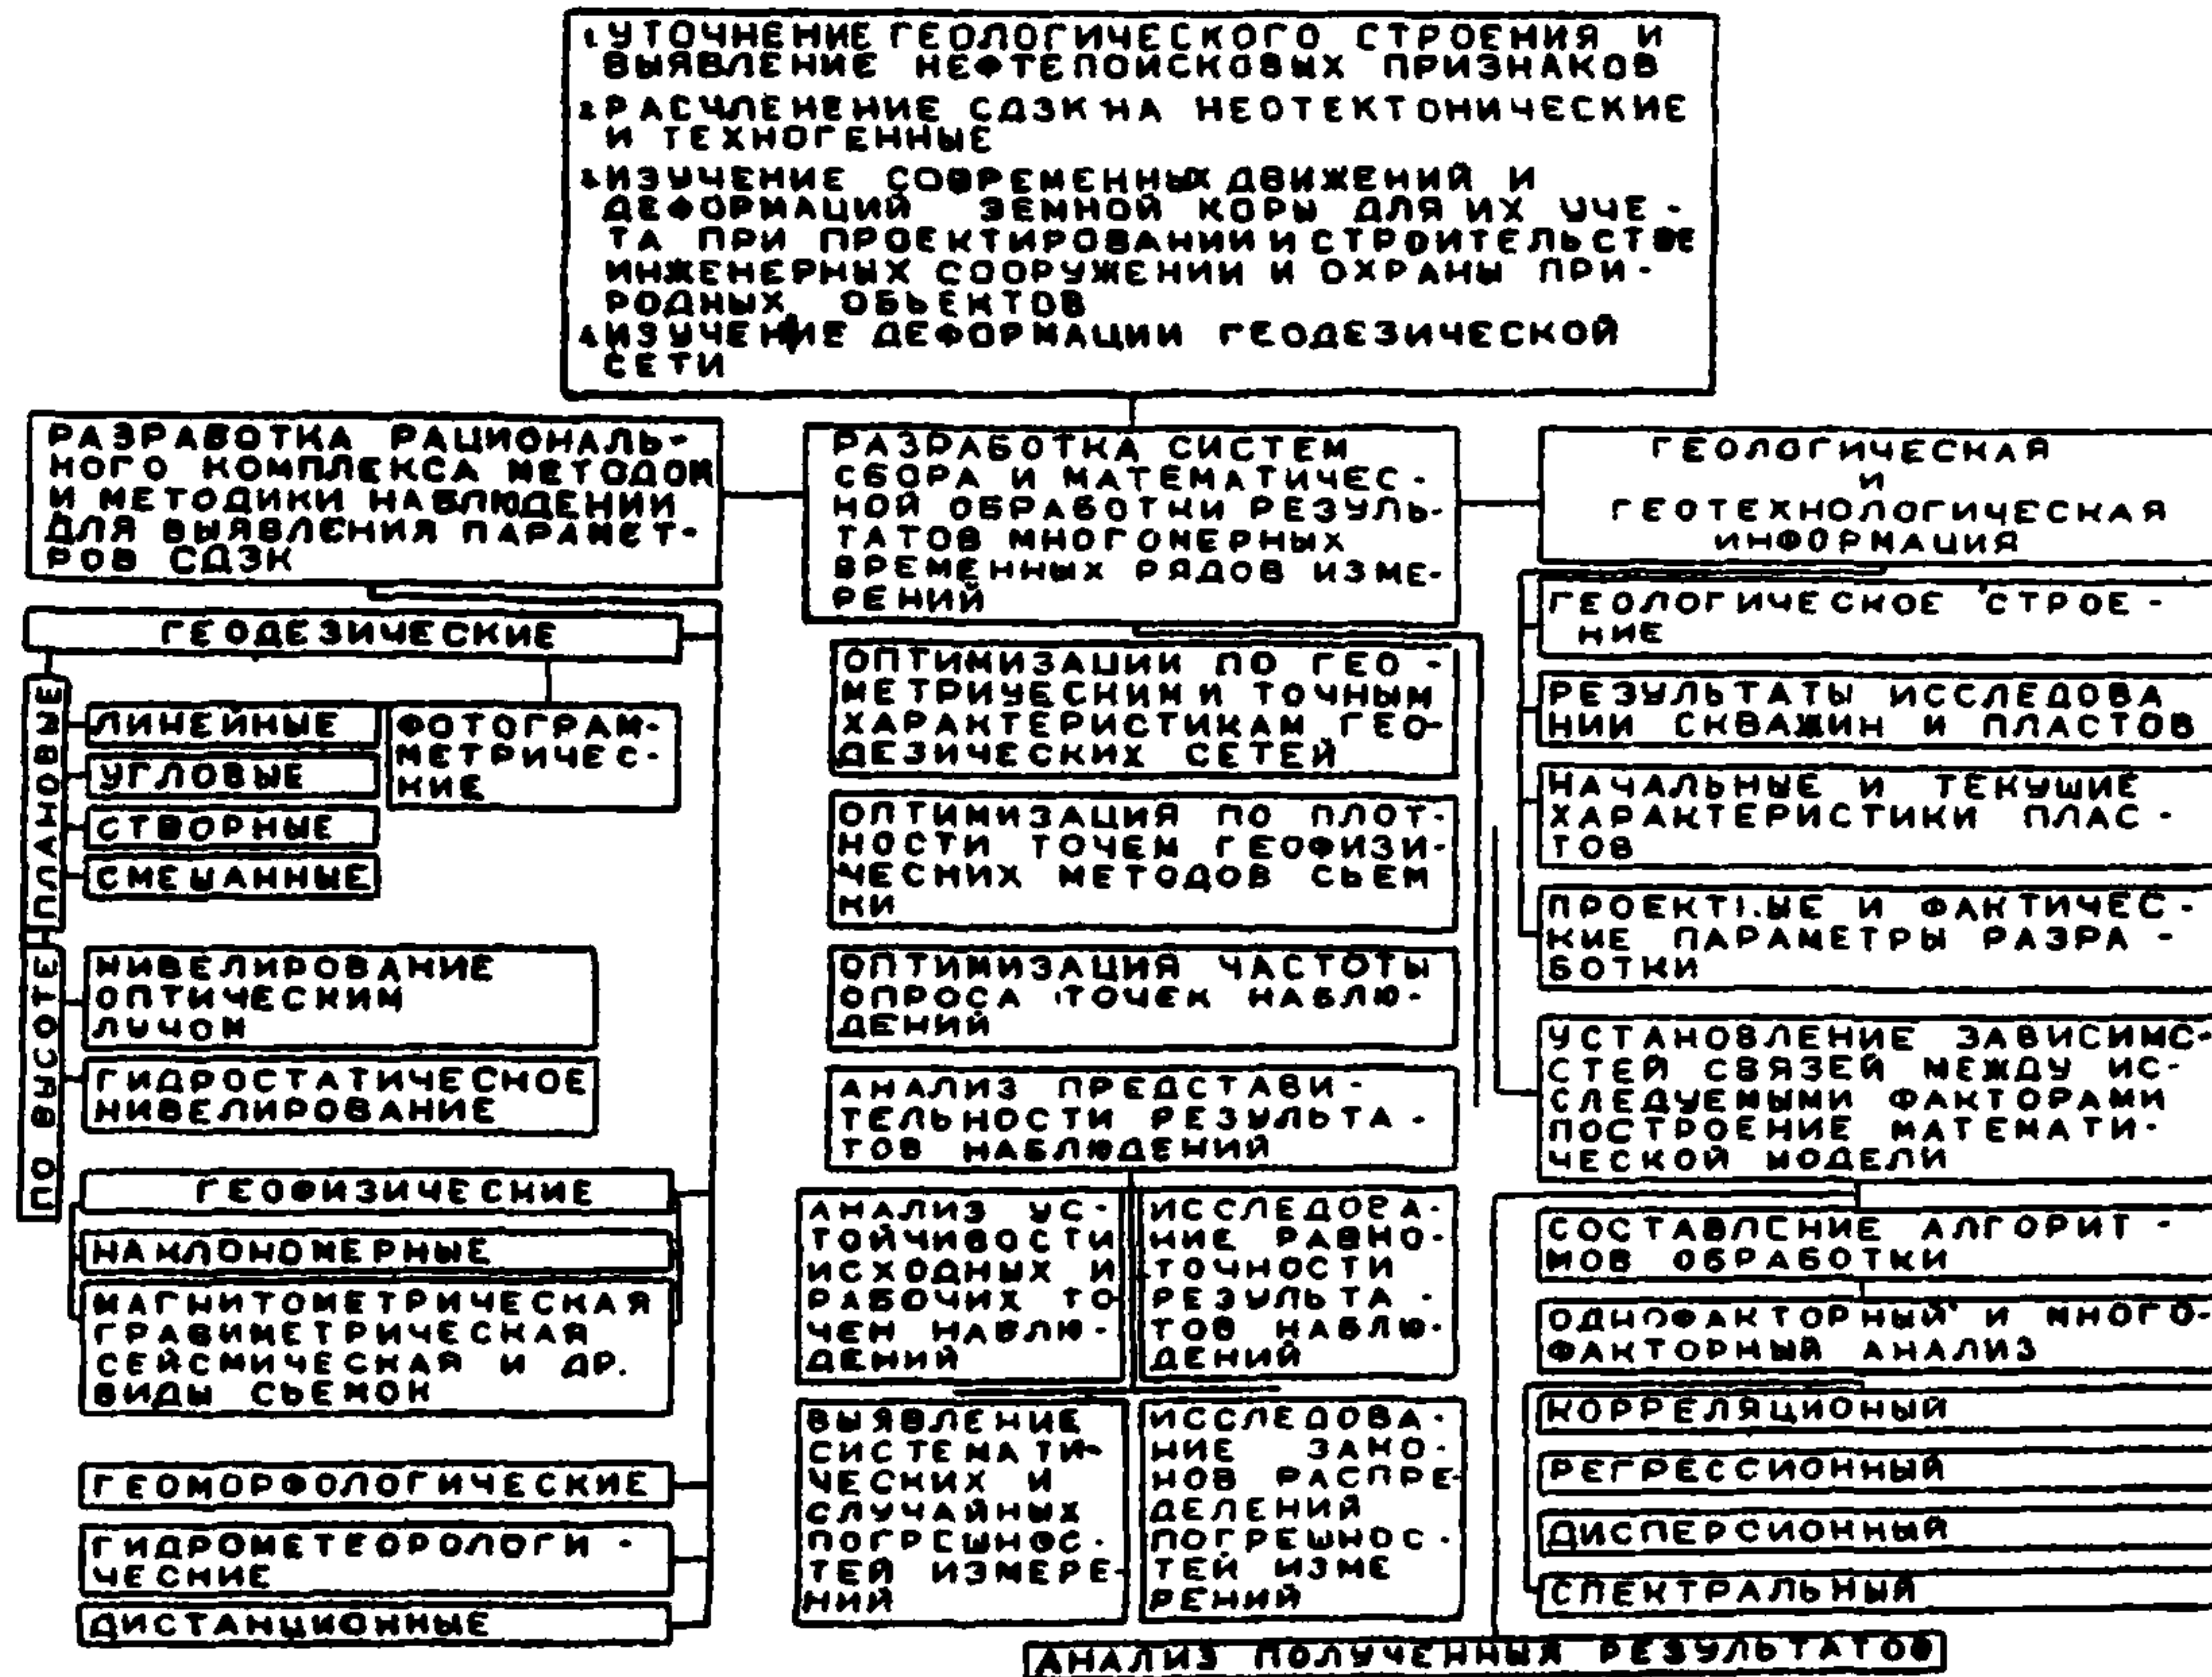 1. УТОЧНЕНИЕ ГЕОЛОГИЧЕСКОГО СТРОЕНИЯ И
ВЫЯВЛЕНИЕ НЕФТЕПОИСКОВЫХ ПРИЗНАКОВ
2. РАСЧЛЕНЕНИЕ СДЗК НА НЕОТЕКТОНИЧЕСКИЕ
И ТЕХНОГЕННЫЕ
3. ИЗУЧЕНИЕ СОВРЕМЕННЫХ ДВИЖЕНИЙ И
ДЕФОРМАЦИЙ ЗЕМНОЙ КОРЫ ДЛЯ ИХ УЧЕ-
ТА ПРИ ПРОЕКТИРОВАНИИ И СТРОИТЕЛЬСТВЕ
ИНЖЕНЕРНЫХ СООРУЖЕНИИ И ОХРАНЫ ПРИ-
РОДНЫХ ОБЬЕКТОВ
4. ИЗУЧЕНИЕ ДЕФОРМАЦИИ ГЕОДЕЗИЧЕСКОЙ
СЕТИ
РАЗРАБОТКА РАЦИОНАЛЬ-
НОГО КОМПЛЕКСА МЕТОДОМ
И МЕТОДИКИ НАБЛЮДЕНИИ
ДЛЯ ВЫЯВЛЕНИЯ ПАРАМЕТ-
РОВ СДЗК
ГЕОДЕЗИЧЕСКИЕ
ПЛАНОВЫЕ
ЛИНЕЙНЫЕ
УГЛОВЫЕ
СТВОРНЫЕ
СМЕШАННЫЕ
ФОТОГРАМ-
МЕТРИЧЕС-
КИЕ
ПО ВЫСОТЕ
НИВЕЛИРОВАНИЕ
ОПТИЧЕСКИМ
ЛУЧОМ
ГИДРОСТАТИЧЕСКОЕ
НИВЕЛИРОВАНИЕ
ГЕОФИЗИЧЕСКИЕ
НАКЛОНОМЕРНЫЕ
МАГНИТОМЕТРИЧЕСКАЯ
ГРАВИМЕТРИЧЕСКАЯ
СЕЙСМИЧЕСКАЯ И ДР.
ВИДЫ СЬЕМОК
ГЕОМОРФОЛОГИЧЕСКИЕ
ГИДРОМЕТЕОРОЛОГИ-
ЧЕСКИЕ
ДИСТАНЦИОННЫЕ
РАЗРАБОТКА СИСТЕМ
СБОРА И МАТЕМАТИЧЕС-
КОЙ ОБРАБОТКИ РЕЗУЛЬ-
ТАТОВ МНОГОМЕРНЫХ
ВРЕМЕННЫХ РЯДОВ ИЗМЕ-
РЕНИЙ
ОПТИМИЗАЦИИ ПО ГЕО-
МЕТРИЧЕСКИМ И ТОЧНЫМ
ХАРАКТЕРИСТИКАМ ГЕО-
ДЕЗИЧЕСКИХ СЕТЕЙ
ОПТИМИЗАЦИЯ ПО ПЛОТ-
НОСТИ ТОЧЕК ГЕОФИЗИ-
ЧЕСКИХ МЕТОДОВ СЬЕМ
КИ
ОПТИМИЗАЦИЯ ЧАСТОТЫ
ОПРОСА ТОЧЕК НАБЛЮ-
ДЕНИЙ
АНАЛИЗ ПРЕДСТАВИ-
ТЕЛЬНОСТИ РЕЗУЛЬТА-
ТОВ НАБЛЮДЕНИЙ
АНАЛИЗ УС-
ТОЙЧИВОСТИ
ИСХОДНЫХ И
РАБОЧИХ ТО
ЧЕК НАБЛЮ-
ДЕНИЙ
ИССЛЕДОВА-
НИЕ РАВНО-
ТОЧНОСТИ
РЕЗУЛЬТА-
ТОВ НАБЛЮ-
ДЕНИЙ
ВЫЯВЛЕНИЕ
СИСТЕМАТИ-
ЧЕСКИХ И
СЛУЧАЙНЫХ
ПОГРЕШНОС-
ТЕЙ ИЗМЕРЕ-
НИЙ
ИССЛЕДОВА-
НИЕ ЗАКО-
НОВ РАСПРЕ-
ДЕЛЕНИЙ
ПОГРЕШНОС-
ТЕЙ ИЗМЕ
РЕНИЙ
ГЕОЛОГИЧЕСКАЯ
И
ГЕОТЕХНОЛОГИЧЕСКАЯ
ИНФОРМАЦИЯ
ГЕОЛОГИЧЕСКОЕ СТРОЕ-
НИЕ
РЕЗУЛЬТАТЫ ИССЛЕДОВА
НИИ СКВАЖИН И ПЛАСТОВ
НАЧАЛЬНЫЕ И ТЕКУШИЕ
ХАРАКТЕРИСТИКИ ПЛАС-
ТОВ
ПРОЕКТНЫЕ И ФАКТИЧЕС-
КИЕ ПАРАМЕТРЫ РАЗРА-
БОТКИ
УСТАНОВЛЕНИЕ ЗАВИСИМО-
СТЕЙ СВЯЗЕЙ МЕЖДУ ИС-
СЛЕДУЕМЫМИ ФАКТОРАМИ
ПОСТРОЕНИЕ МАТЕМАТИ-
ЧЕСКОЙ МОДЕЛИ
СОСТАВЛЕНИЕ АЛГОРИТ-
МОВ ОБРАБОТКИ
ОДНОФАКТОРНЫЙ И МНОГО-
ФАКТОРНЫЙ АНАЛИЗ
КОРРЕЛЯЦИОНЫЙ
РЕГРЕССИОННЫЙ
ДИСПЕРСИОННЫЙ
СПЕКТРАЛЬНЫЙ
АНАЛИЗ ПОЛУЧЕННЫХ РЕЗУЛЬТАТОВ